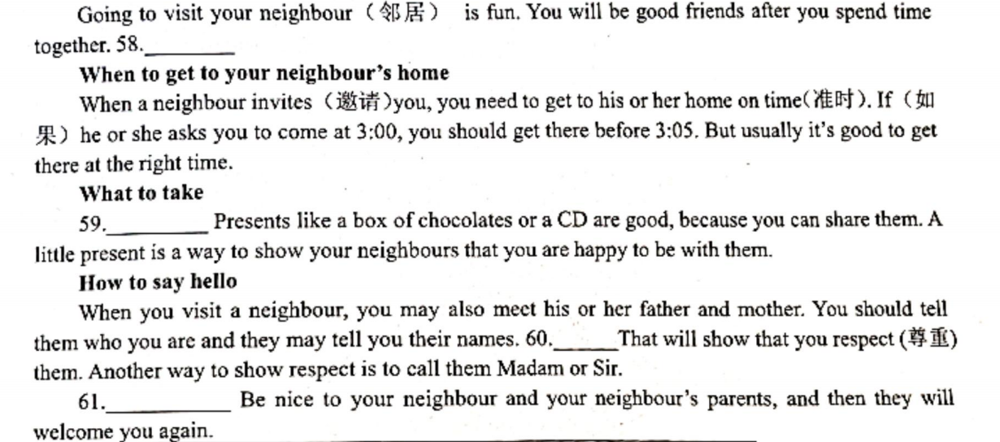 Going to visit your neighbour（邻居） is fun. You will be good friends after you spend time
together. 58.__________
When to get to your neighbour's home
When a neighbour invites（邀请）you, you need to get to his or her home on time(准时). If（如
果）he or she asks you to come at 3:00, you should get there before 3:05. But usually it's good to get
there at the right time.
What to take
59.__________ Presents like a box of chocolates or a CD are good, because you can share them. A
little present is a way to show your neighbours that you are happy to be with them.
How to say hello
When you visit a neighbour, you may also meet his or her father and mother. You should tell
them who you are and they may tell you their names. 60.______That will show that you respect (尊重)
them. Another way to show respect is to call them Madam or Sir.
61.____________ Be nice to your neighbour and your neighbour's parents, and then they will
welcome you again.